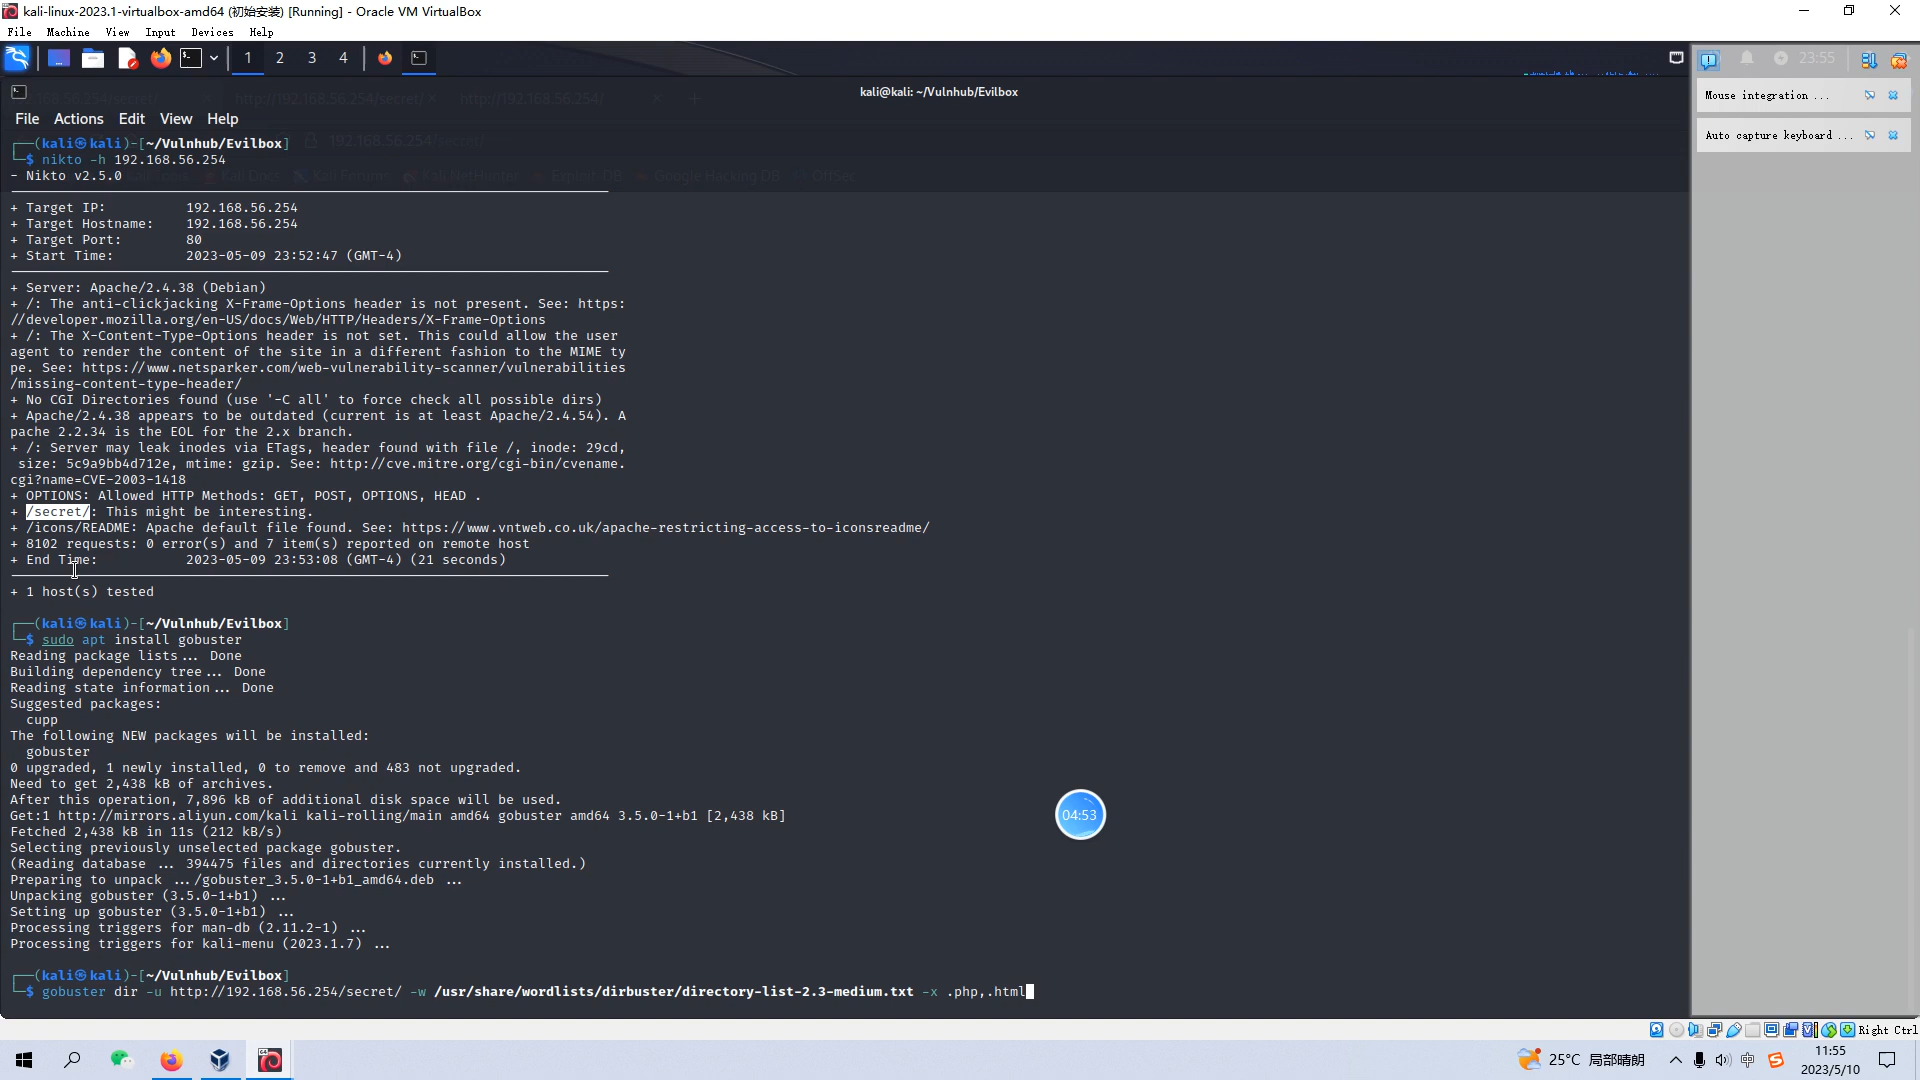 kali-linux-2023.1-virtualbox-amd64 (初始安装) [Running] - Oracle VM VirtualBox
File Machine View Input Devices Help
1 2 3 4
23:55
Mouse integration ...
Auto capture keyboard ...
kali@kali: ~/Vulnhub/Evilbox
http://192.168.56.254/secret/
http://192.168.56.254/
192.168.56.254/secret/
File Actions Edit View Help
┌──(kali㉿kali)-[~/Vulnhub/Evilbox]
└─$ nikto -h 192.168.56.254
- Nikto v2.5.0
+ Target IP: 192.168.56.254
+ Target Hostname: 192.168.56.254
+ Target Port: 80
+ Start Time: 2023-05-09 23:52:47 (GMT-4)
+ Server: Apache/2.4.38 (Debian)
+ /: The anti-clickjacking X-Frame-Options header is not present. See: https:
//developer.mozilla.org/en-US/docs/Web/HTTP/Headers/X-Frame-Options
+ /: The X-Content-Type-Options header is not set. This could allow the user
agent to render the content of the site in a different fashion to the MIME ty
pe. See: https://www.netsparker.com/web-vulnerability-scanner/vulnerabilities
/missing-content-type-header/
+ No CGI Directories found (use '-C all' to force check all possible dirs)
+ Apache/2.4.38 appears to be outdated (current is at least Apache/2.4.54). A
pache 2.2.34 is the EOL for the 2.x branch.
+ /: Server may leak inodes via ETags, header found with file /, inode: 29cd,
size: 5c9a9bb4d712e, mtime: gzip. See: http://cve.mitre.org/cgi-bin/cvename.
cgi?name=CVE-2003-1418
+ OPTIONS: Allowed HTTP Methods: GET, POST, OPTIONS, HEAD .
+ /secret/: This might be interesting.
+ /icons/README: Apache default file found. See: https://www.vntweb.co.uk/apache-restricting-access-to-iconsreadme/
+ 8102 requests: 0 error(s) and 7 item(s) reported on remote host
+ End Time: 2023-05-09 23:53:08 (GMT-4) (21 seconds)
+ 1 host(s) tested
┌──(kali㉿kali)-[~/Vulnhub/Evilbox]
└─$ sudo apt install gobuster
Reading package lists... Done
Building dependency tree... Done
Reading state information... Done
Suggested packages:
cupp
The following NEW packages will be installed:
gobuster
0 upgraded, 1 newly installed, 0 to remove and 483 not upgraded.
Need to get 2,438 kB of archives.
After this operation, 7,896 kB of additional disk space will be used.
Get:1 http://mirrors.aliyun.com/kali kali-rolling/main amd64 gobuster amd64 3.5.0-1+b1 [2,438 kB]
Fetched 2,438 kB in 11s (212 kB/s)
Selecting previously unselected package gobuster.
(Reading database ... 394475 files and directories currently installed.)
Preparing to unpack .../gobuster_3.5.0-1+b1_amd64.deb ...
Unpacking gobuster (3.5.0-1+b1) ...
Setting up gobuster (3.5.0-1+b1) ...
Processing triggers for man-db (2.11.2-1) ...
Processing triggers for kali-menu (2023.1.7) ...
┌──(kali㉿kali)-[~/Vulnhub/Evilbox]
└─$ gobuster dir -u http://192.168.56.254/secret/ -w /usr/share/wordlists/dirbuster/directory-list-2.3-medium.txt -x .php,.html
04:53
Right Ctrl
25°C 局部晴朗
中
11:55
2023/5/10